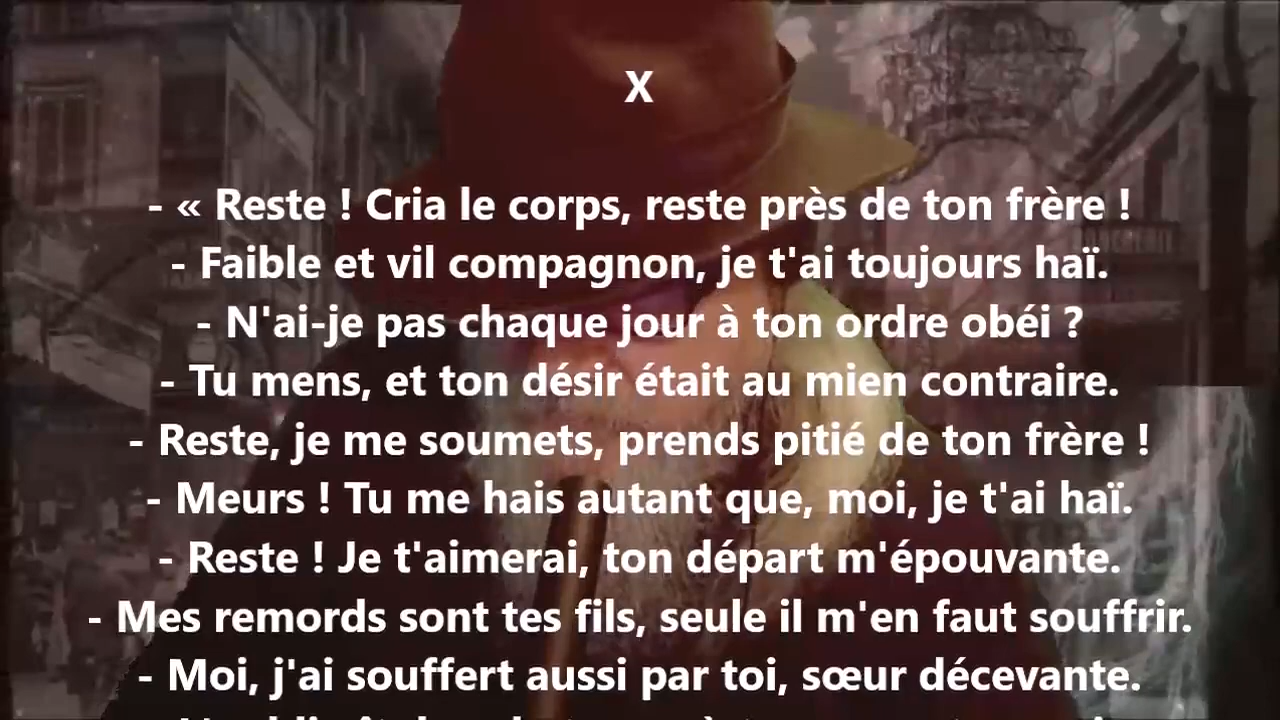 X
- « Reste ! Cria le corps, reste près de ton frère !
- Faible et vil compagnon, je t'ai toujours haï.
- N'ai-je pas chaque jour à ton ordre obéi ?
- Tu mens, et ton désir était au mien contraire.
- Reste, je me soumets, prends pitié de ton frère !
- Meurs ! Tu me hais autant que, moi, je t'ai haï.
- Reste ! Je t'aimerai, ton départ m'épouvante.
- Mes remords sont tes fils, seule il m'en faut souffrir.
- Moi, j'ai souffert aussi par toi, sœur décevante.